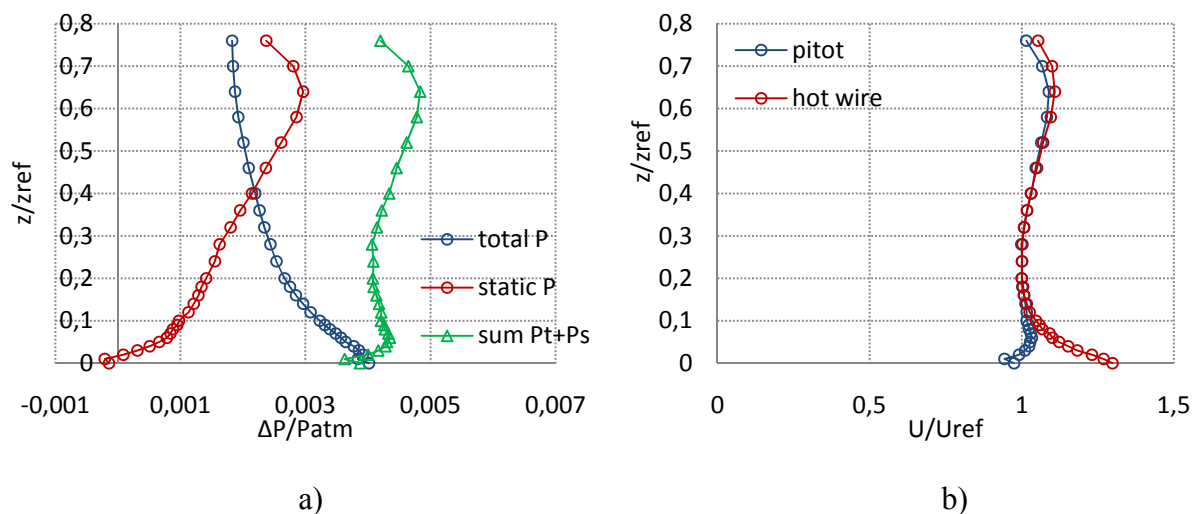 0,8
0,7
0,6
0,5
0,4
0,3
0,2
0,1
0
z/zref
-0,001 0,001 0,003 0,005 0,007
ΔP/Patm
total P
static P
sum Pt+Ps
a)
0,8
0,7
0,6
0,5
0,4
0,3
0,2
0,1
0
z/zref
0 0,5 1 1,5
U/Uref
pitot
hot wire
b)